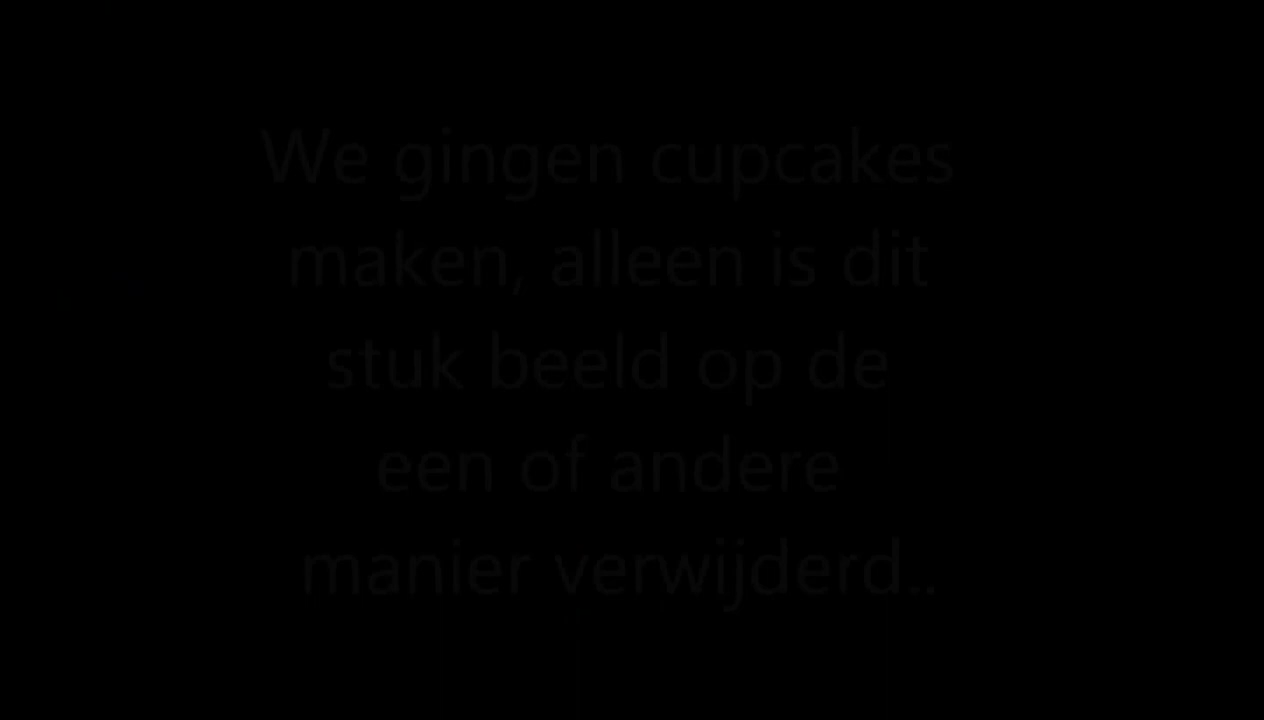 We gingen cupcakes
maken, alleen is dit
stuk beeld op de
een of andere
manier verwijderd..